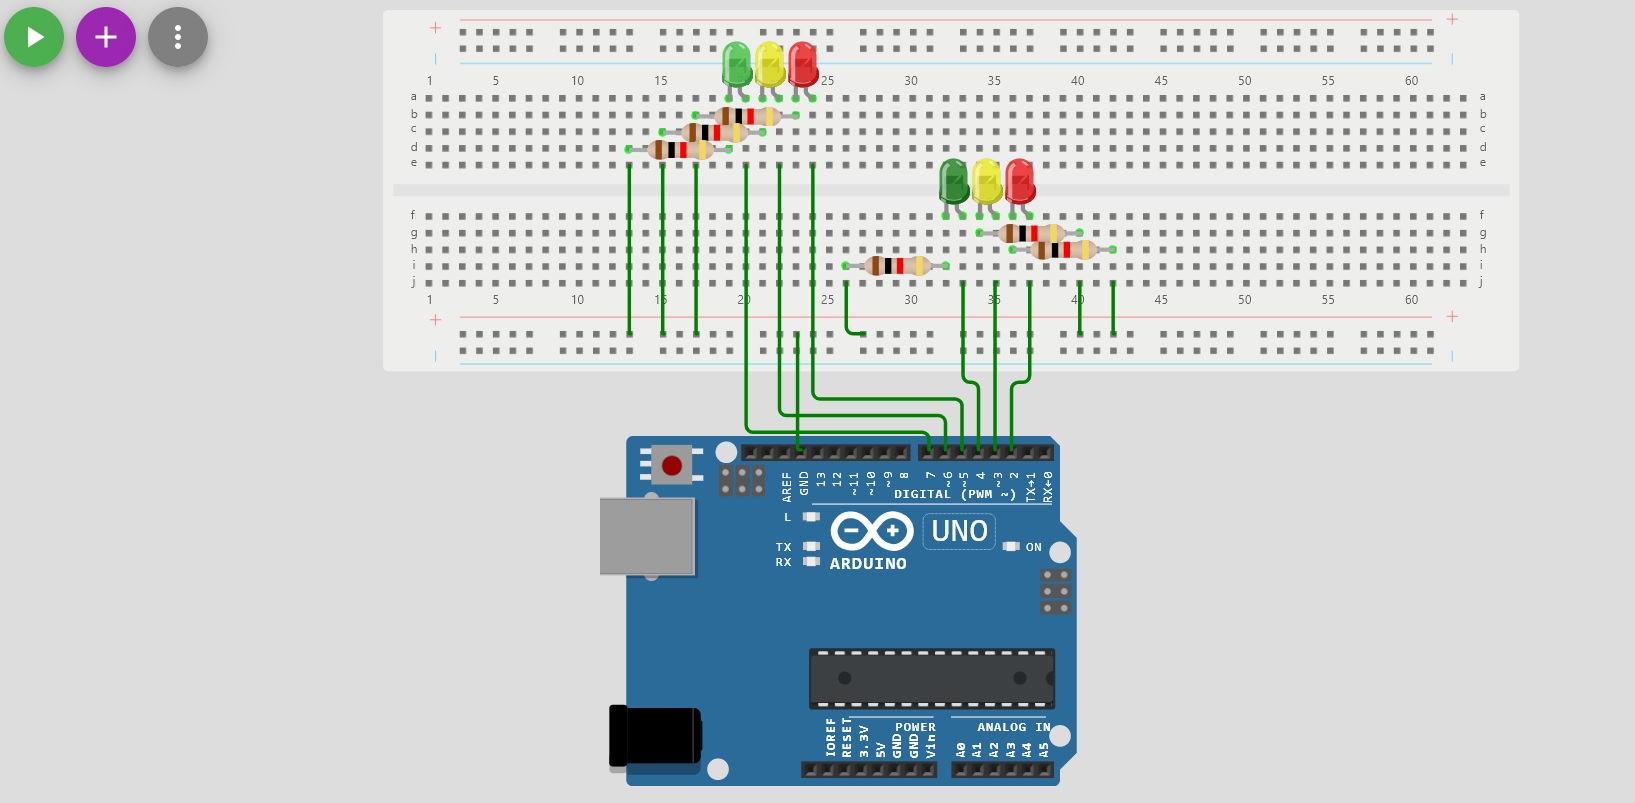 + +
| |
1 5 10 15 25 30 35 40 45 50 55 60
a a
b b
c c
d d
e e
f f
g g
h h
i i
j j
1 5 10 15 20 25 30 35 40 45 50 55 60
+ +
| |
AREF GND 13 12 ~11 ~10 ~9 8 7 ~6 ~5 4 ~3 2 TX→1 RX←0
DIGITAL (PWM ~)
L
UNO
TX ON
RX ARDUINO
POWER ANALOG IN
IOREF RESET 3.3V 5V GND GND Vin A0 A1 A2 A3 A4 A5